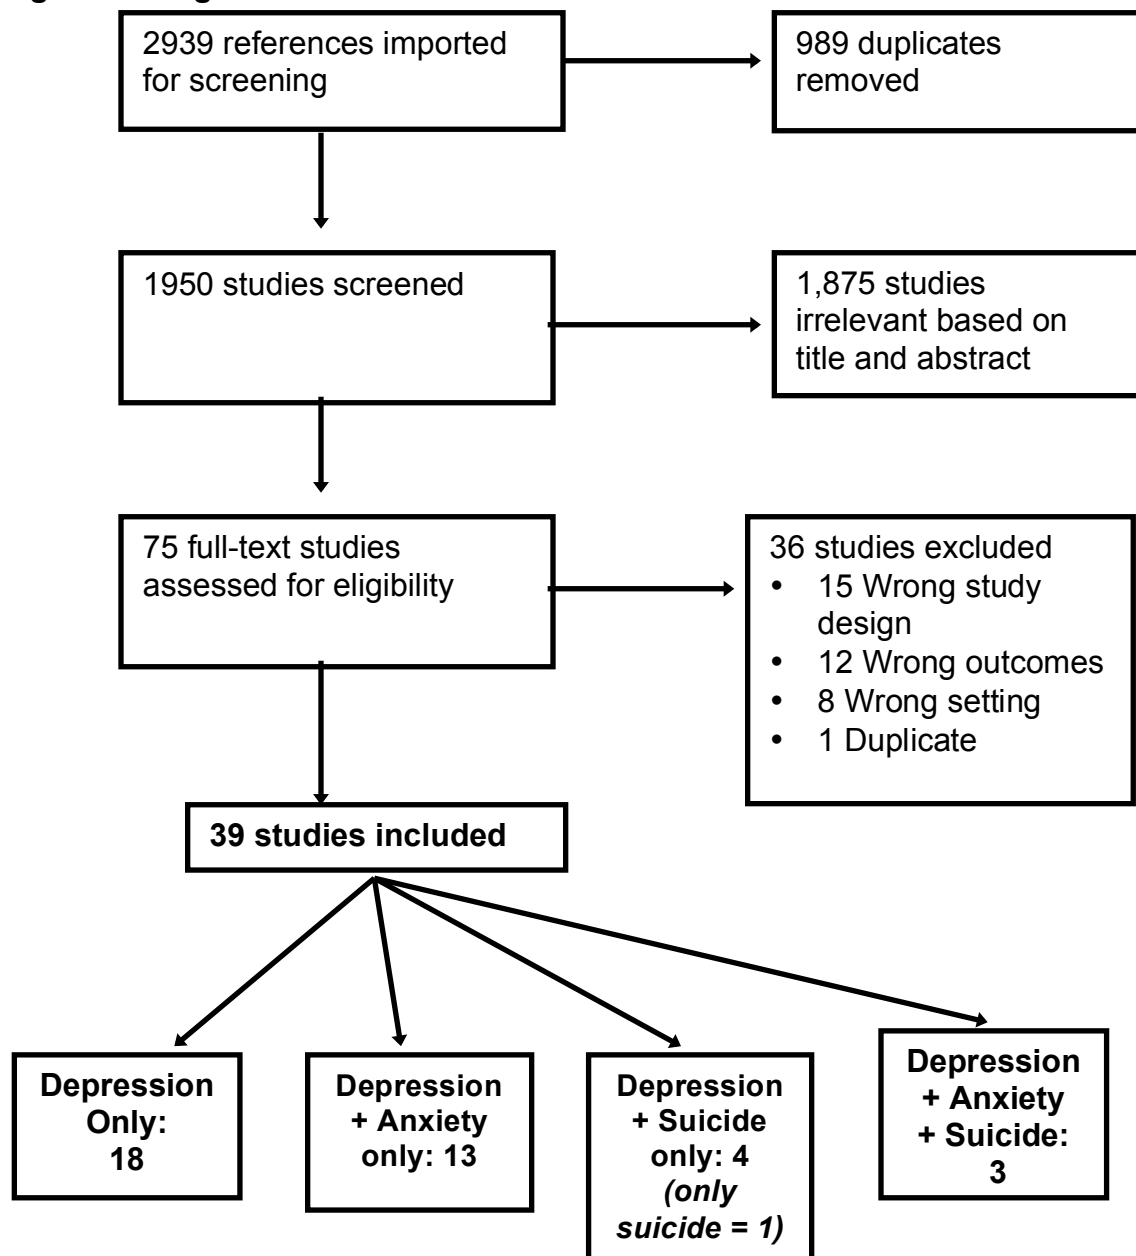 2939 references imported
for screening
989 duplicates
removed
1950 studies screened
1,875 studies
irrelevant based on
title and abstract
75 full-text studies
assessed for eligibility
36 studies excluded
• 15 Wrong study
design
• 12 Wrong outcomes
• 8 Wrong setting
• 1 Duplicate
39 studies included
Depression
Only:
18
Depression
+ Anxiety
only: 13
Depression
+ Suicide
only: 4
(only
suicide = 1)
Depression
+ Anxiety
+ Suicide:
3